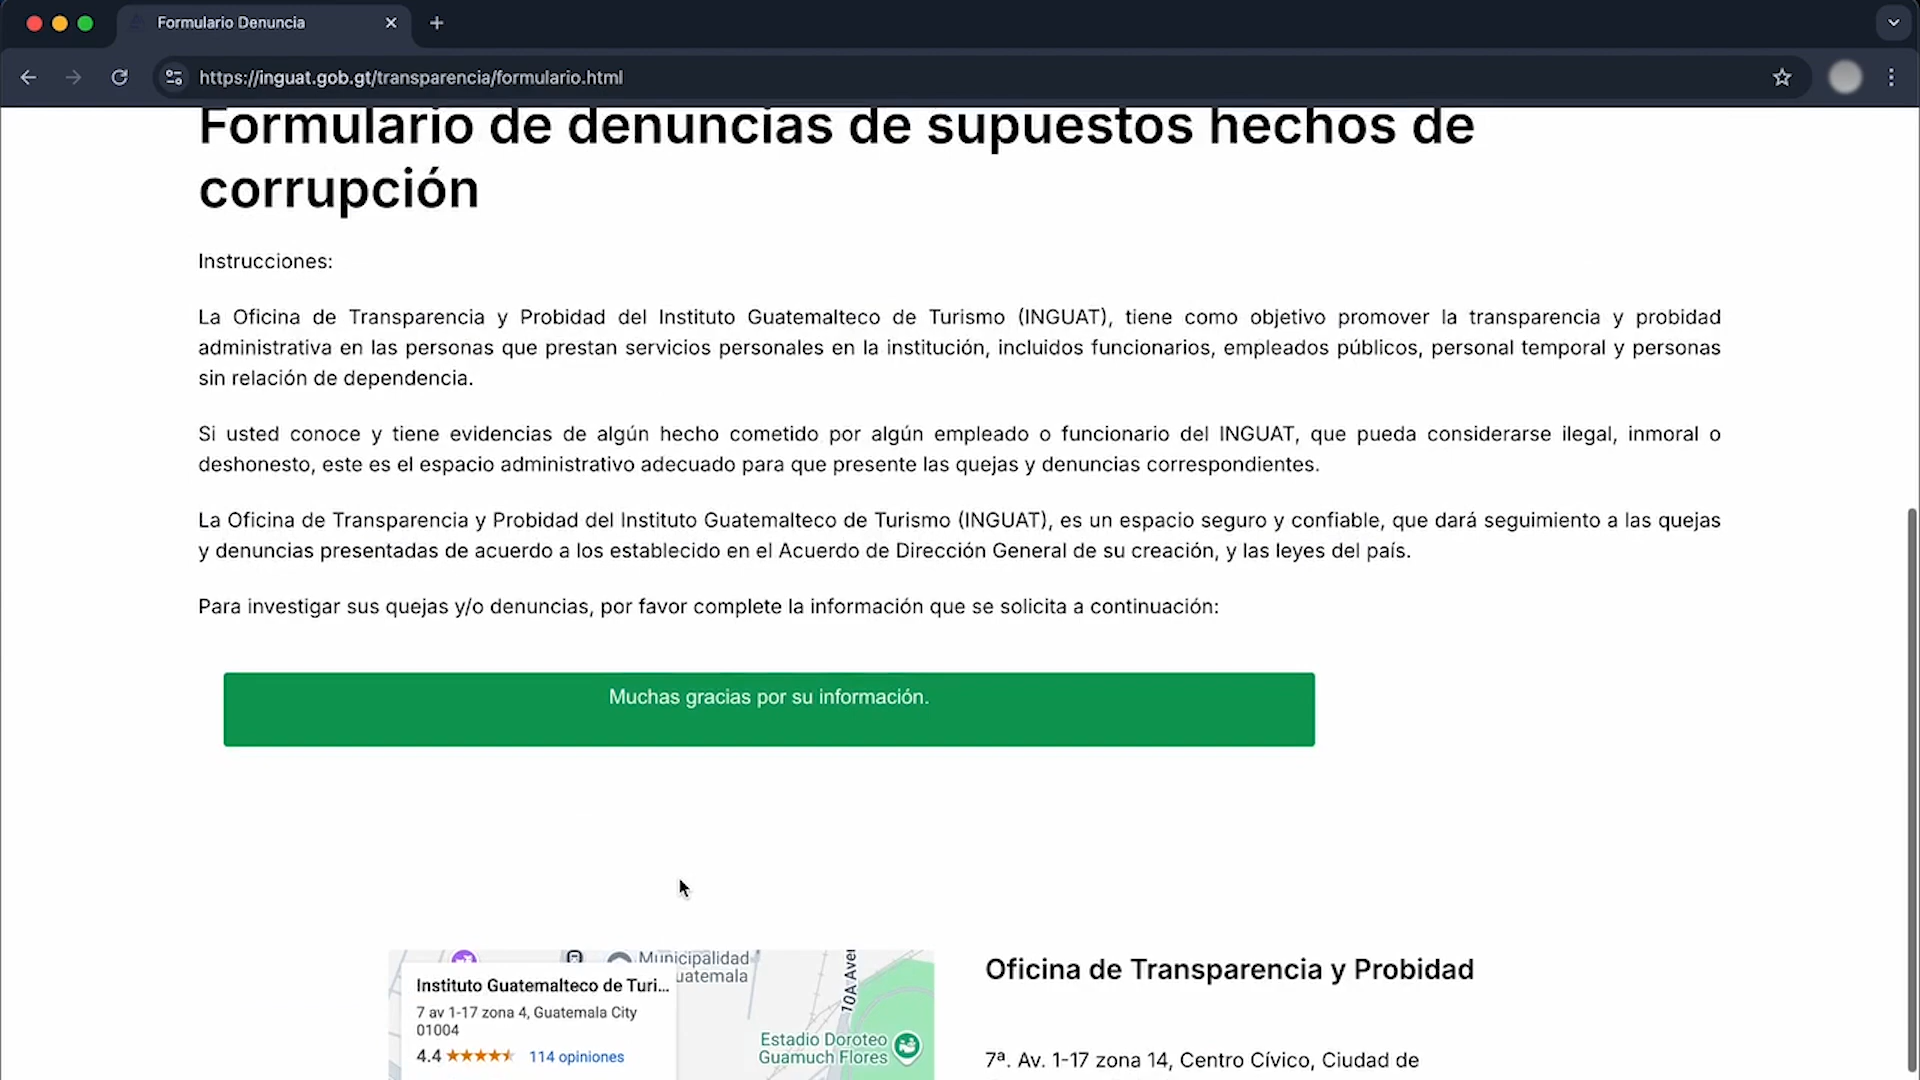 Formulario Denuncia
https://inguat.gob.gt/transparencia/formulario.html
Formulario de denuncias de supuestos hechos de
corrupción
Instrucciones:
La Oficina de Transparencia y Probidad del Instituto Guatemalteco de Turismo (INGUAT), tiene como objetivo promover la transparencia y probidad
administrativa en las personas que prestan servicios personales en la institución, incluidos funcionarios, empleados públicos, personal temporal y personas
sin relación de dependencia.
Si usted conoce y tiene evidencias de algún hecho cometido por algún empleado o funcionario del INGUAT, que pueda considerarse ilegal, inmoral o
deshonesto, este es el espacio administrativo adecuado para que presente las quejas y denuncias correspondientes.
La Oficina de Transparencia y Probidad del Instituto Guatemalteco de Turismo (INGUAT), es un espacio seguro y confiable, que dará seguimiento a las quejas
y denuncias presentadas de acuerdo a los establecido en el Acuerdo de Dirección General de su creación, y las leyes del país.
Para investigar sus quejas y/o denuncias, por favor complete la información que se solicita a continuación:
Muchas gracias por su información.
Municipalidad
uatemala
Instituto Guatemalteco de Turi...
7 av 1-17 zona 4, Guatemala City
01004
4.4 114 opiniones
10A Aven
Estadio Doroteo
Guamuch Flores
Oficina de Transparencia y Probidad
7ª. Av. 1-17 zona 14, Centro Cívico, Ciudad de